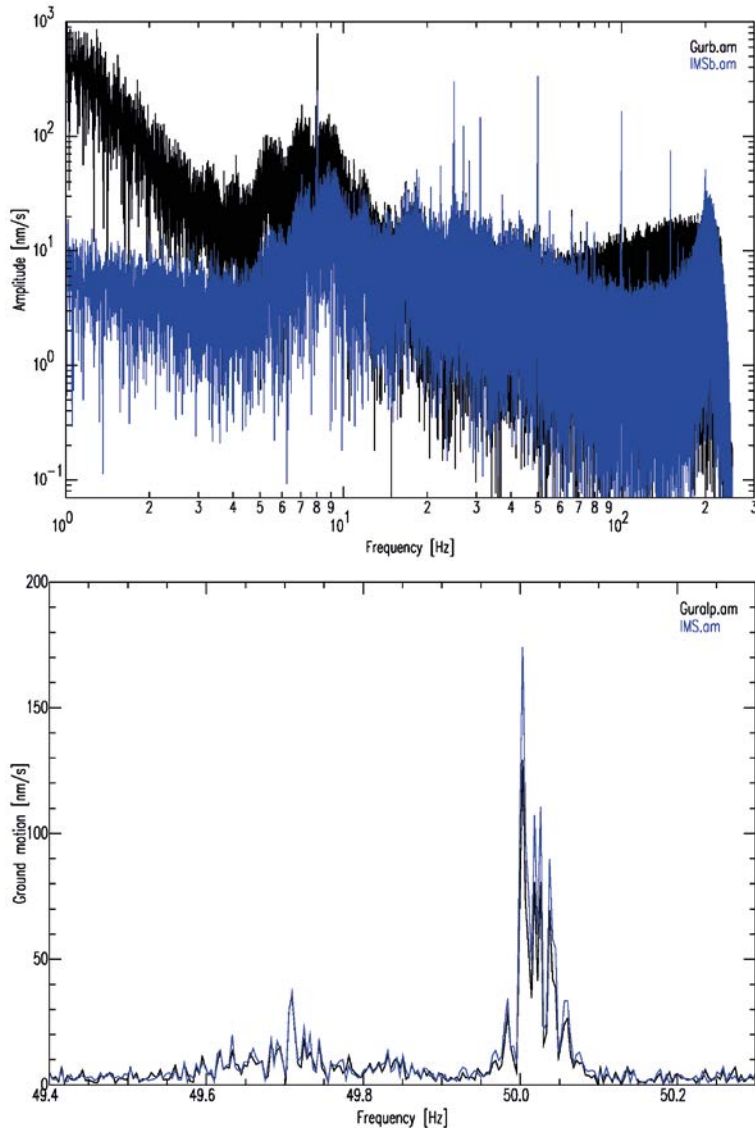 10³
10²
10¹
10⁰
10⁻¹
Amplitude [nm/s]
Gurb.am
IMSb.am
10⁰ 2 3 4 5 6 7 8 9 10¹ 2 3 4 5 6 7 8 9 10² 2 3
Frequency [Hz]
200
150
100
50
0
Ground motion [nm/s]
Guralp.am
IMS.am
49.4 49.6 49.8 50.0 50.2
Frequency [Hz]